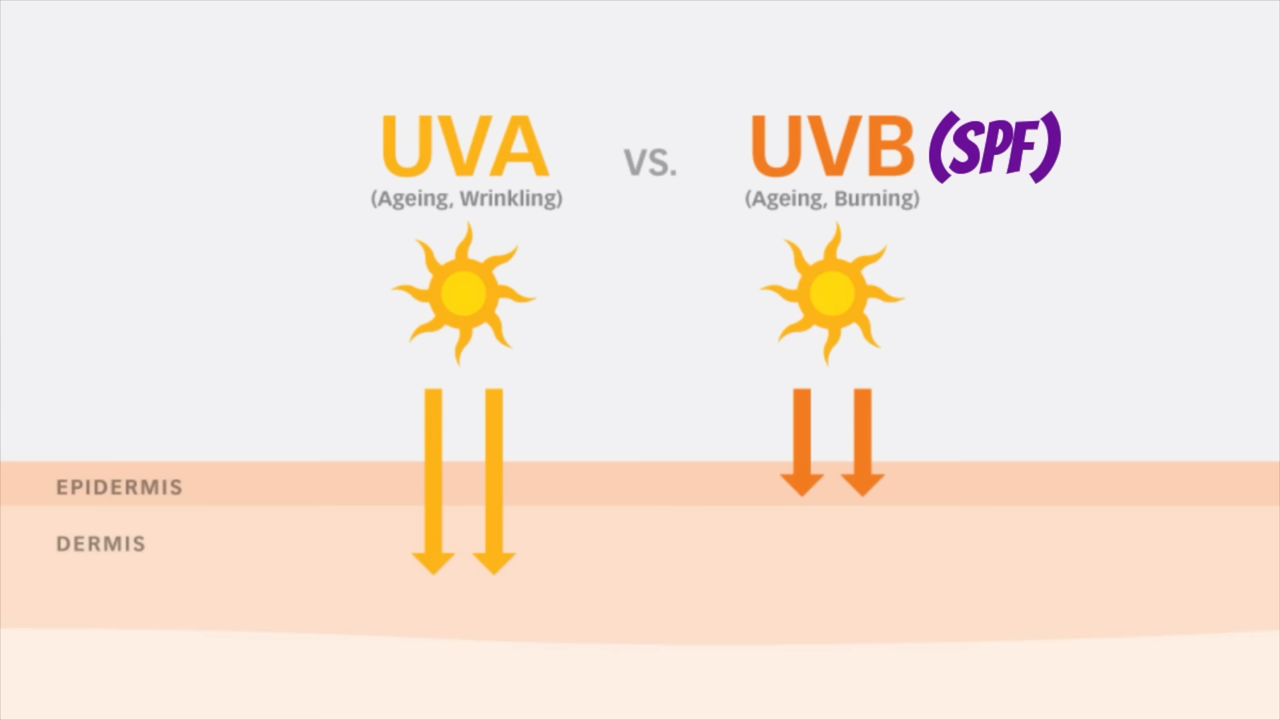 UVA vs. UVB (SPF)
(Ageing, Wrinkling) (Ageing, Burning)
EPIDERMIS
DERMIS